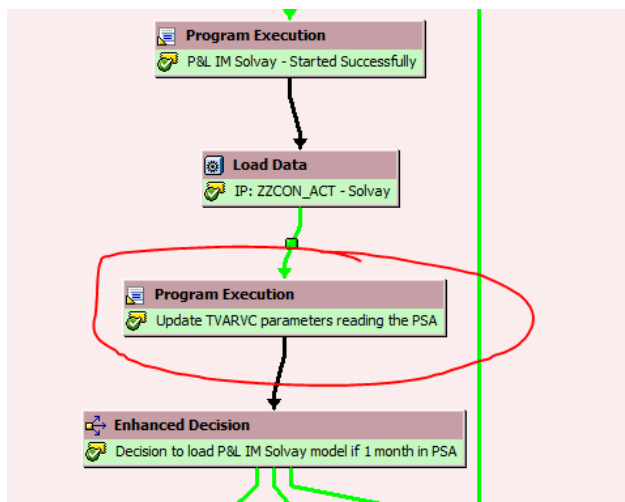 Program Execution
P&L IM Solvay - Started Successfully
Load Data
IP: ZZCON_ACT - Solvay
Program Execution
Update TVARVC parameters reading the PSA
Enhanced Decision
Decision to load P&L IM Solvay model if 1 month in PSA